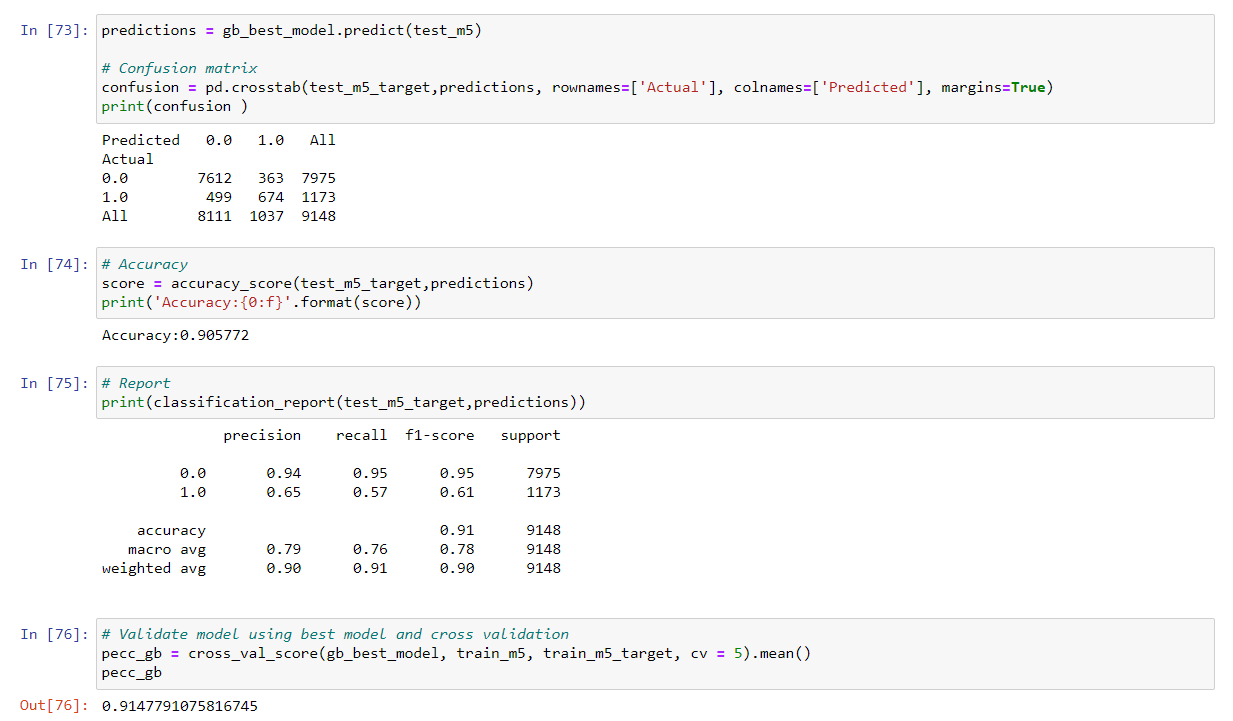 In [73]: predictions = gb_best_model.predict(test_m5)
# Confusion matrix
confusion = pd.crosstab(test_m5_target,predictions, rownames=['Actual'], colnames=['Predicted'], margins=True)
print(confusion )
Predicted 0.0 1.0 All
Actual
0.0 7612 363 7975
1.0 499 674 1173
All 8111 1037 9148
In [74]: # Accuracy
score = accuracy_score(test_m5_target,predictions)
print('Accuracy:{0:f}'.format(score))
Accuracy:0.905772
In [75]: # Report
print(classification_report(test_m5_target,predictions))
precision recall f1-score support
0.0 0.94 0.95 0.95 7975
1.0 0.65 0.57 0.61 1173
accuracy 0.91 9148
macro avg 0.79 0.76 0.78 9148
weighted avg 0.90 0.91 0.90 9148
In [76]: # Validate model using best model and cross validation
pecc_gb = cross_val_score(gb_best_model, train_m5, train_m5_target, cv = 5).mean()
pecc_gb
Out[76]: 0.9147791075816745